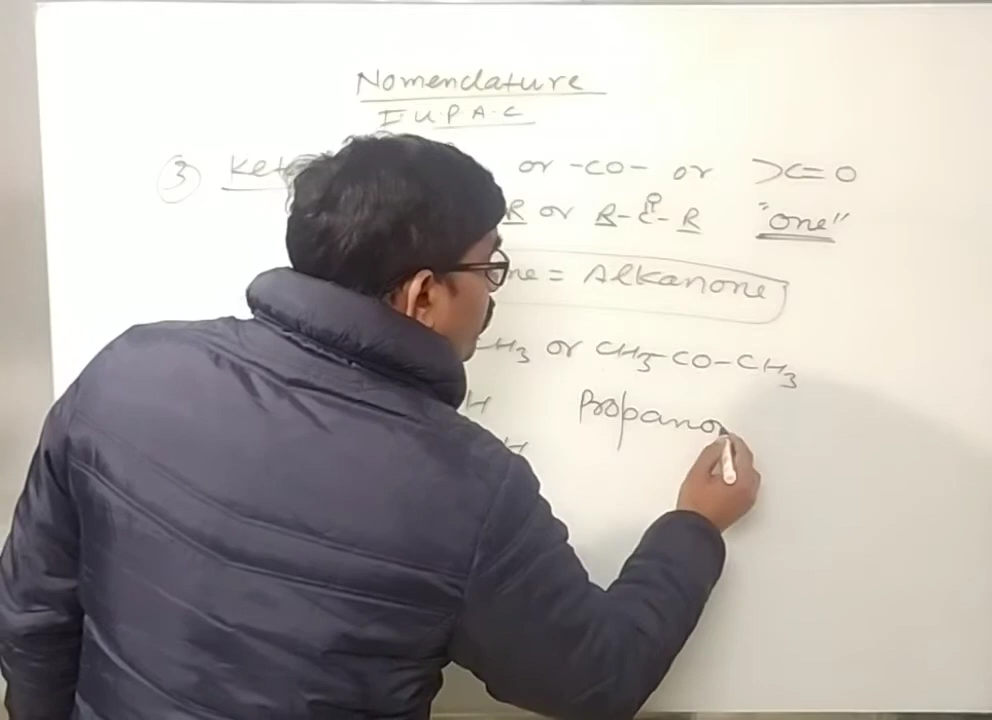 Nomenclature
I.U.P.A.C
③ Ket or -CO- or >C=O
R or R-C-R "one"
O
ne = Alkanone
CH3 or CH3-CO-CH3
H Propano
H